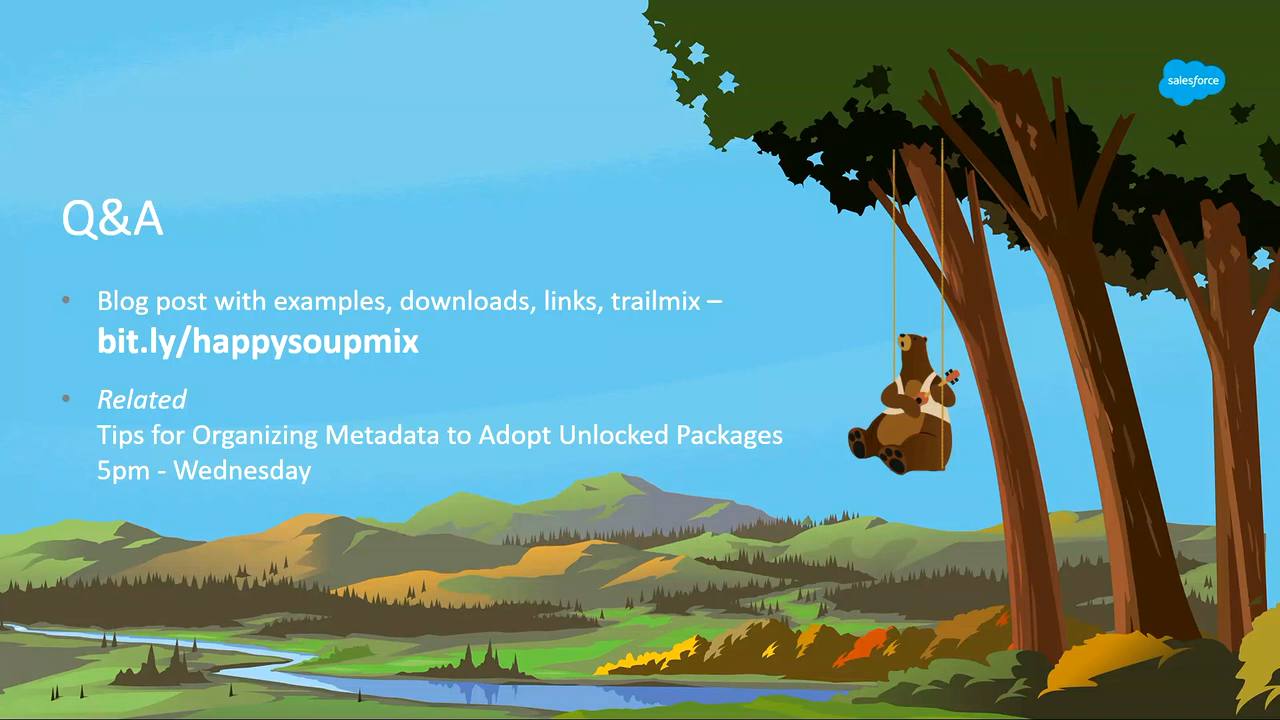 salesforce
Q&A
• Blog post with examples, downloads, links, trailmix –
bit.ly/happysoupmix
• Related
Tips for Organizing Metadata to Adopt Unlocked Packages
5pm - Wednesday